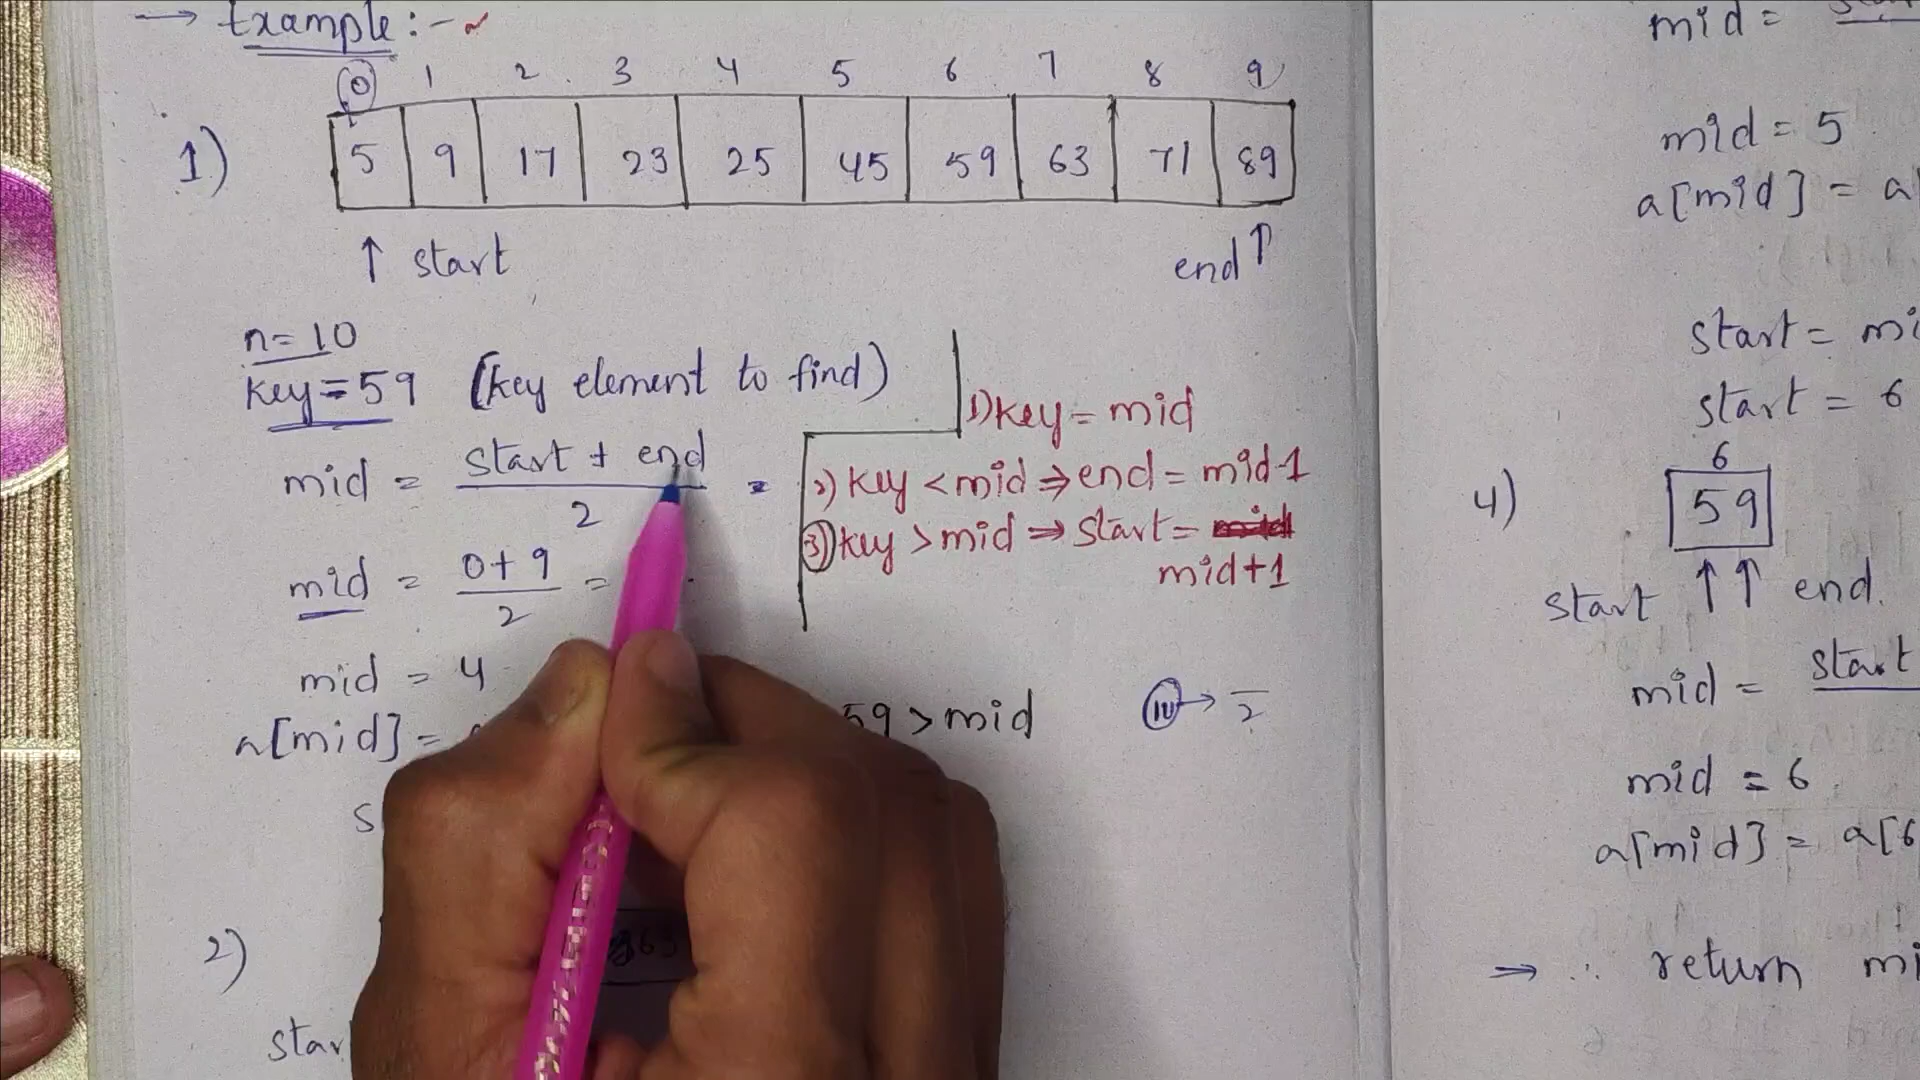 → Example:-
0 1 2 3 4 5 6 7 8 9
1) 5 9 17 23 25 45 59 63 71 89
↑ start end ↑
n=10
key=59 (key element to find)
mid = start + end / 2 =
mid = 0+9 / 2 =
mid = 4
a[mid] =
1) key = mid
2) key < mid ⇒ end = mid-1
3) key > mid ⇒ start =
mid+1
59 > mid
→ 2
2)
63
mid =
mid = 5
a[mid] = a
start =
start = 6
6
4) 59
start ↑↑ end.
mid = start
mid = 6
a[mid] = a[6
⇒ ∴ return